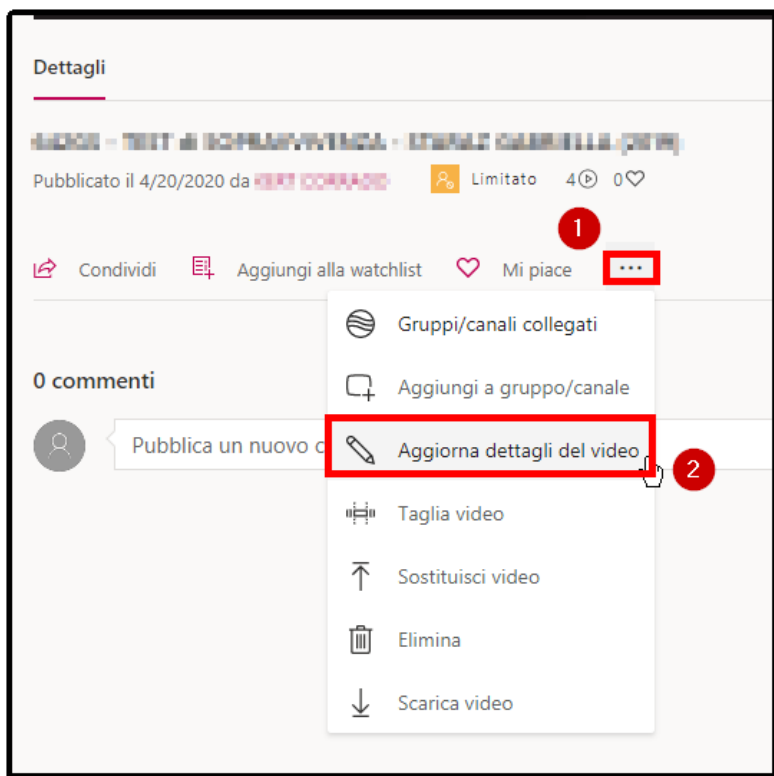 Dettagli
Pubblicato il 4/20/2020 da
Limitato 4 0
1
Condividi Aggiungi alla watchlist Mi piace ...
Gruppi/canali collegati
0 commenti
Aggiungi a gruppo/canale
Pubblica un nuovo c
Aggiorna dettagli del video
2
Taglia video
Sostituisci video
Elimina
Scarica video